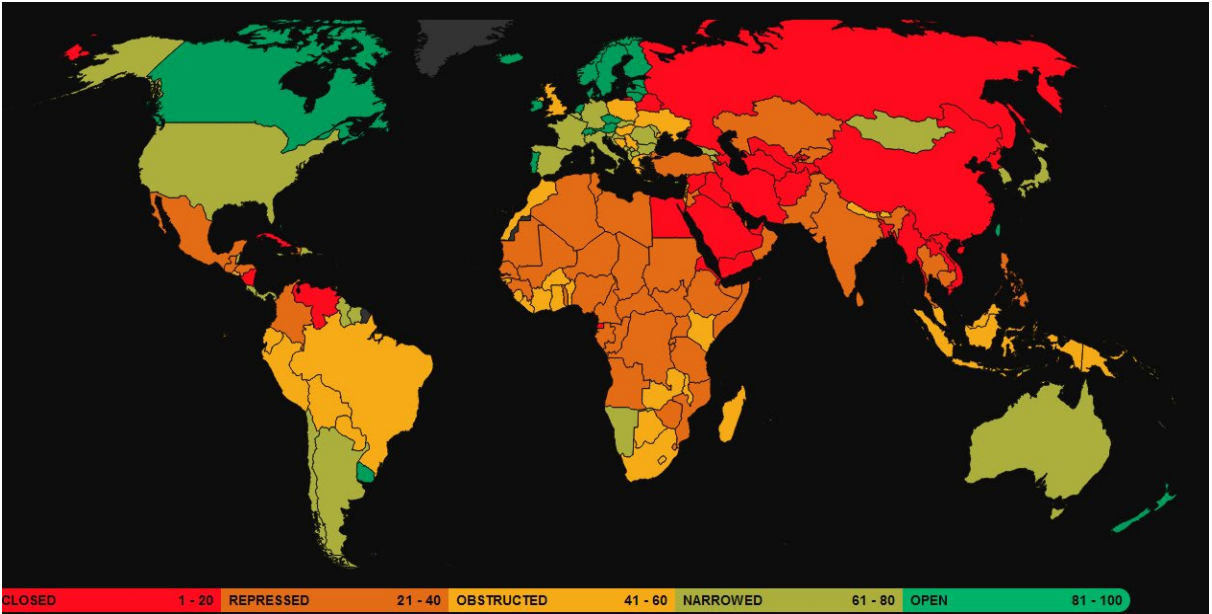 CLOSED 1 - 20 REPRESSED 21 - 40 OBSTRUCTED 41 - 60 NARROWED 61 - 80 OPEN 81 - 100